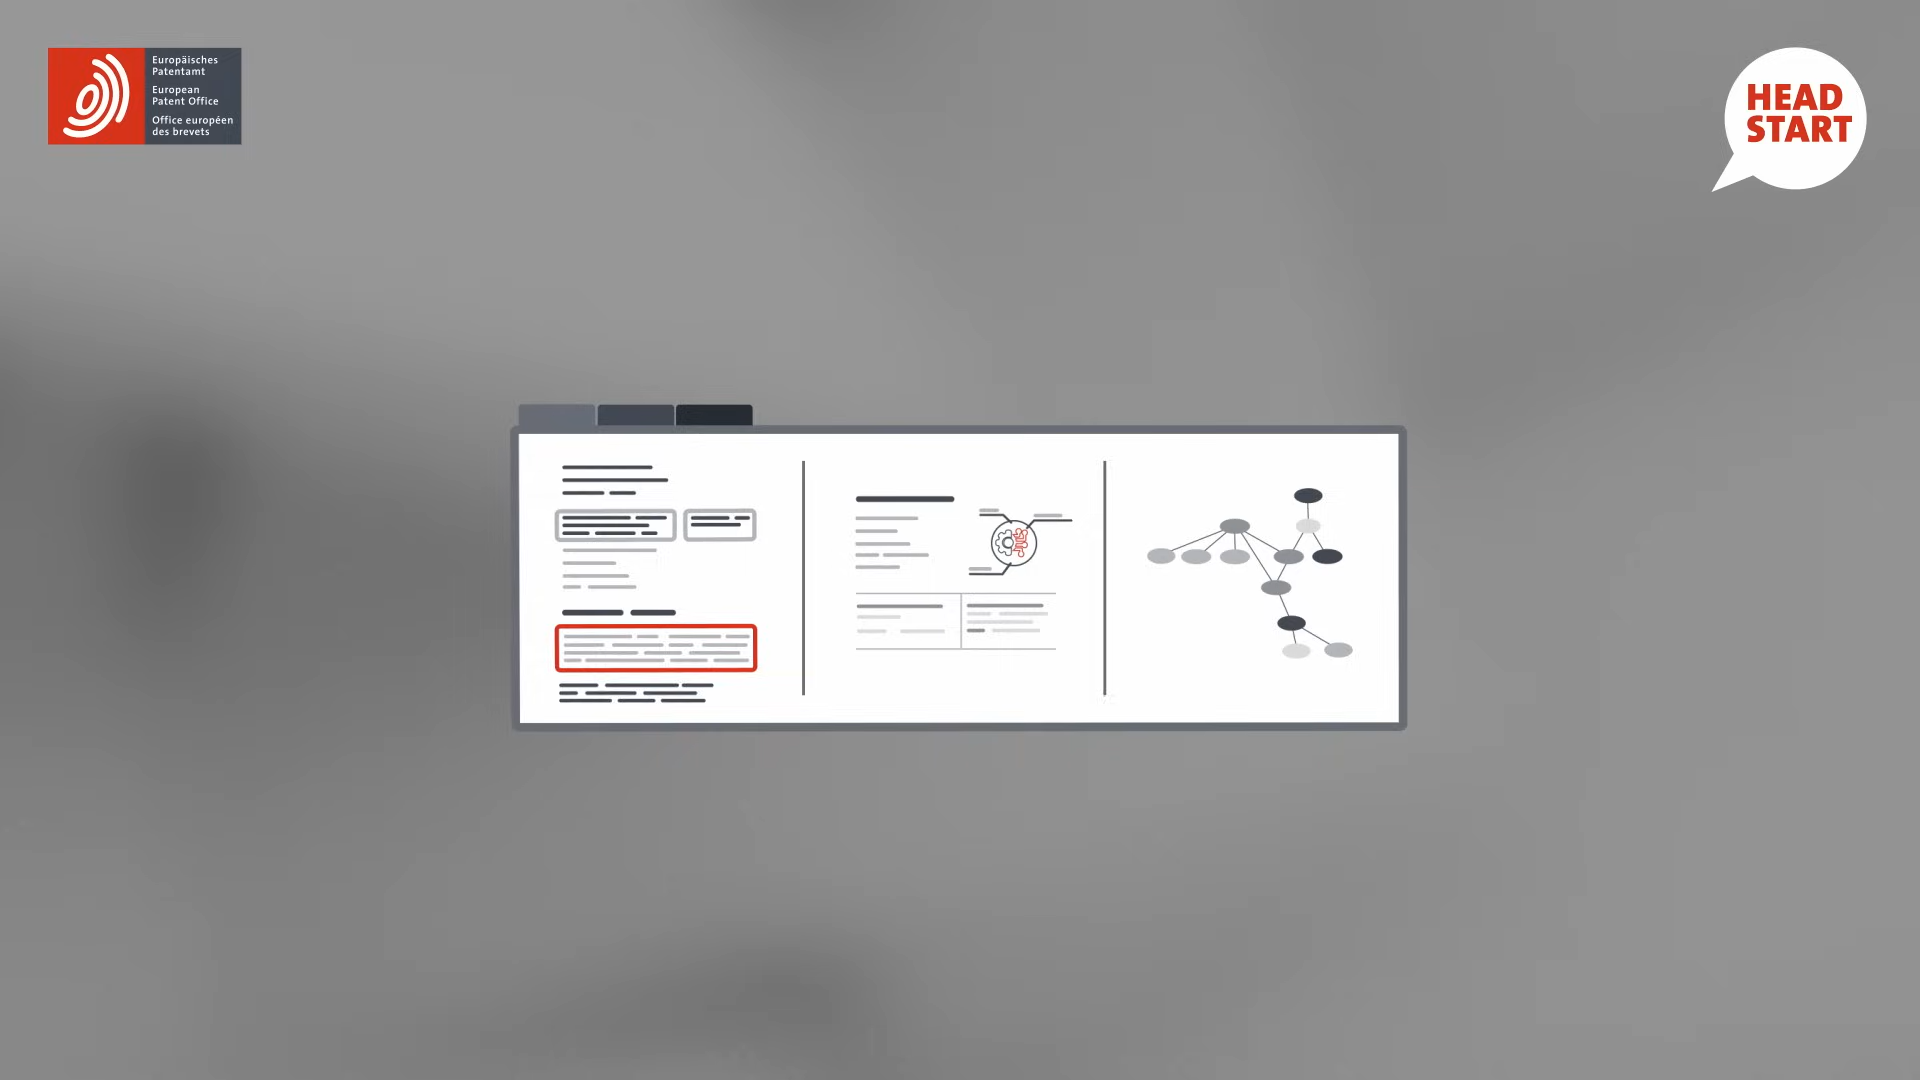 Europäisches
Patentamt
European
Patent Office
Office européen
des brevets
HEAD
START